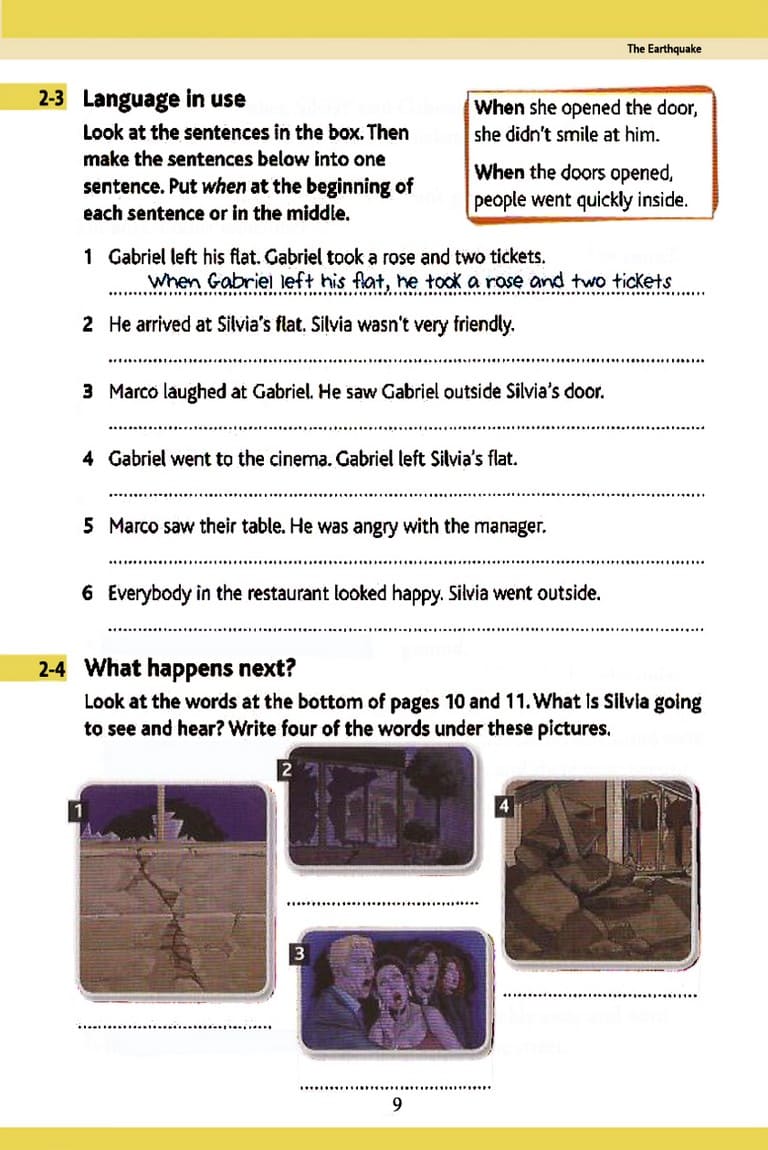 The Earthquake
2-3 Language in use
Look at the sentences in the box. Then
make the sentences below into one
sentence. Put when at the beginning of
each sentence or in the middle.
When she opened the door,
she didn't smile at him.
When the doors opened,
people went quickly inside.
1 Gabriel left his flat. Gabriel took a rose and two tickets.
When Gabriel left his flat, he took a rose and two tickets
2 He arrived at Silvia's flat. Silvia wasn't very friendly.
3 Marco laughed at Gabriel. He saw Gabriel outside Silvia's door.
4 Gabriel went to the cinema. Gabriel left Silvia's flat.
5 Marco saw their table. He was angry with the manager.
6 Everybody in the restaurant looked happy. Silvia went outside.
2-4 What happens next?
Look at the words at the bottom of pages 10 and 11. What is Silvia going
to see and hear? Write four of the words under these pictures.
1
2
3
4
9